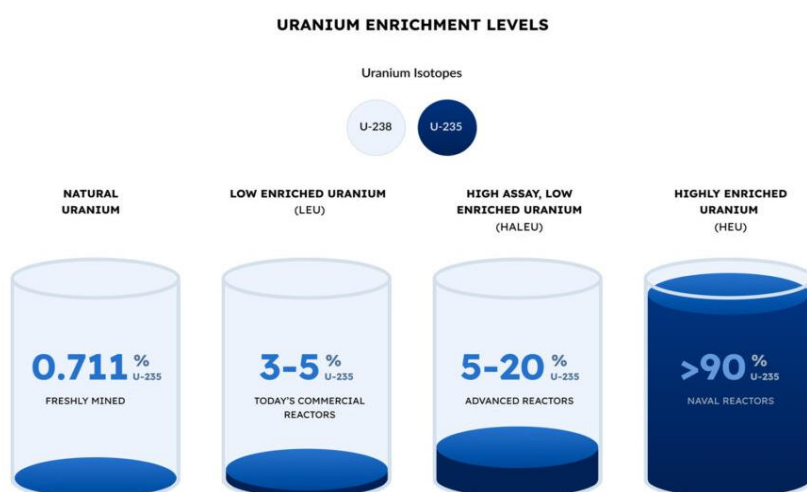 URANIUM ENRICHMENT LEVELS
Uranium Isotopes
U-238
U-235
NATURAL
URANIUM
LOW ENRICHED URANIUM
(LEU)
HIGH ASSAY, LOW
ENRICHED URANIUM
(HALEU)
HIGHLY ENRICHED
URANIUM
(HEU)
0.711 % U-235
FRESHLY MINED
3-5 % U-235
TODAY'S COMMERCIAL
REACTORS
5-20 % U-235
ADVANCED REACTORS
>90 % U-235
NAVAL REACTORS